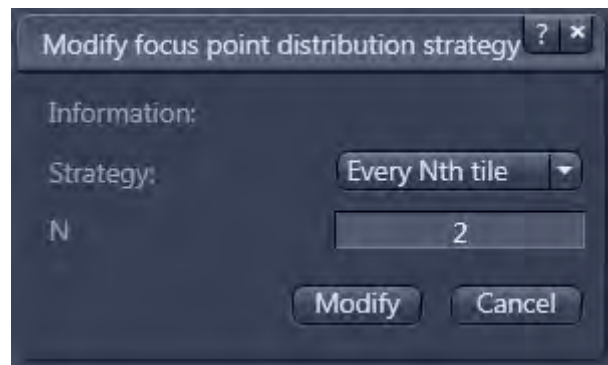 Modify focus point distribution strategy ? ×
Information:
Strategy: Every Nth tile
N 2
Modify Cancel